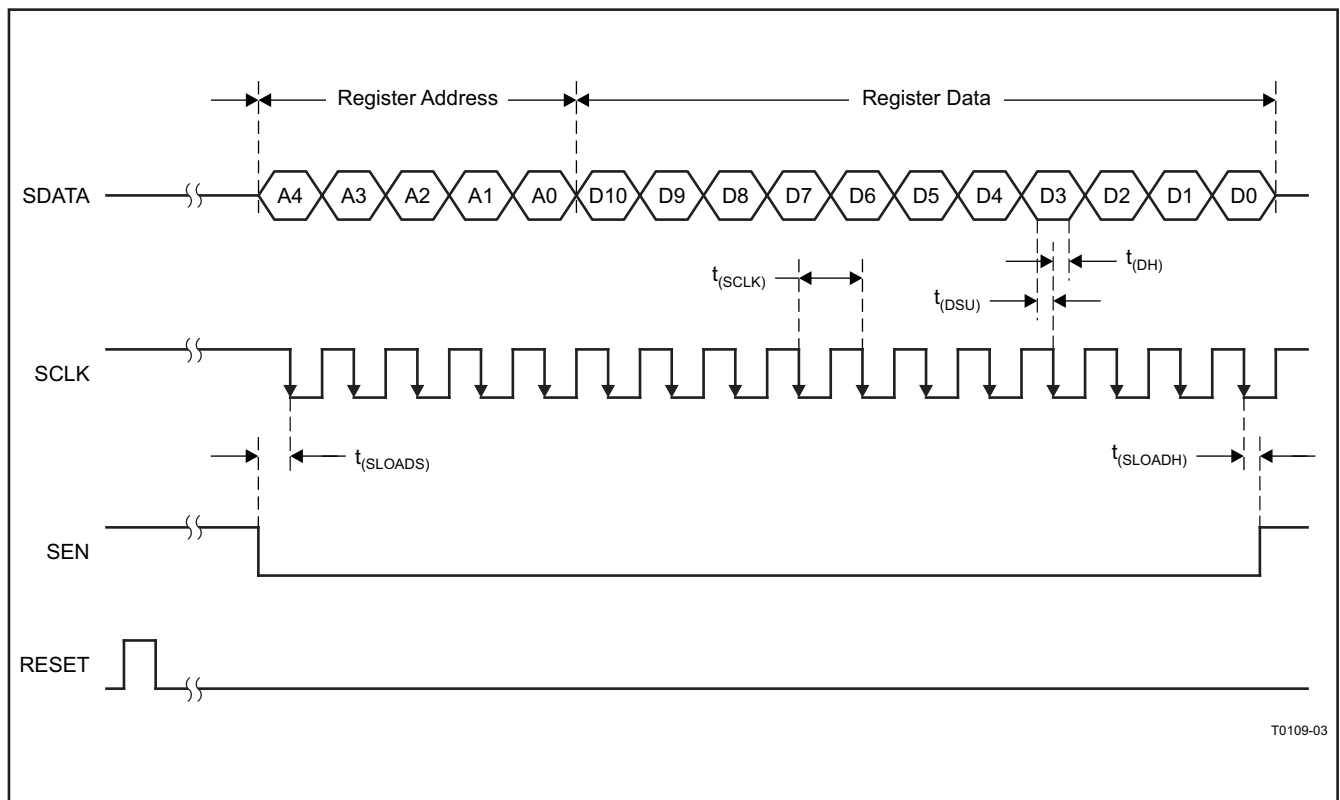 Register Address Register Data
SDATA A4 A3 A2 A1 A0 D10 D9 D8 D7 D6 D5 D4 D3 D2 D1 D0
t(DH)
t(SCLK)
t(DSU)
SCLK
t(SLOADS) t(SLOADH)
SEN
RESET
T0109-03